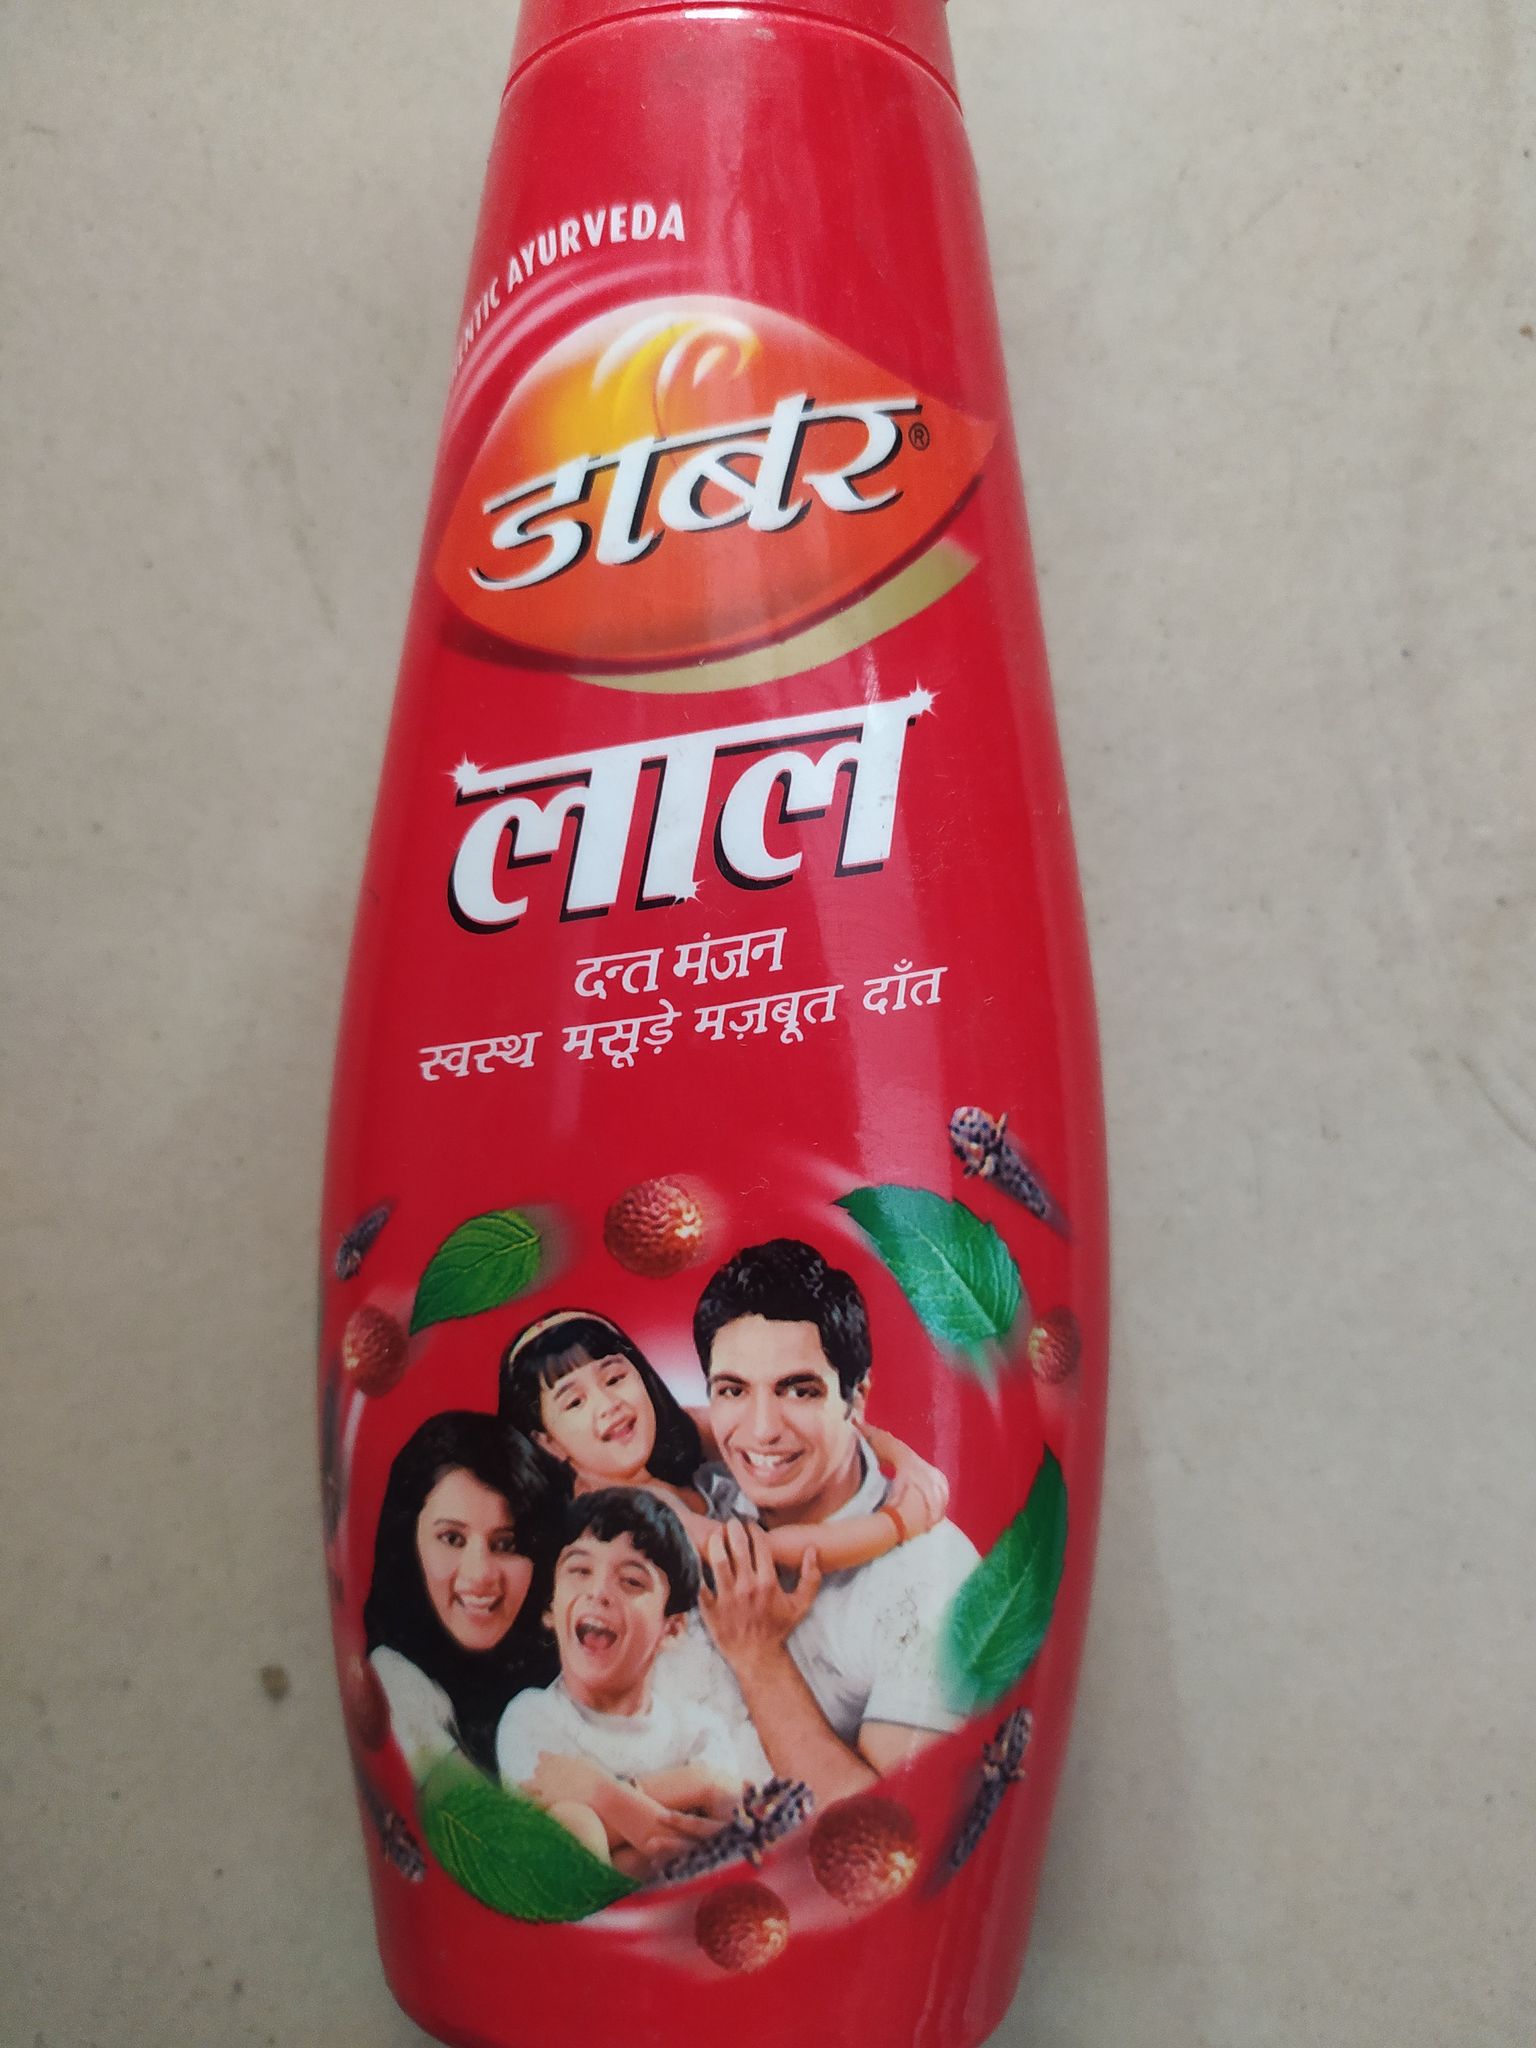 AYURVEDA
डाबर®
लाल
दन्त मंजन
स्वस्थ मसूड़े मज़बूत दाँत